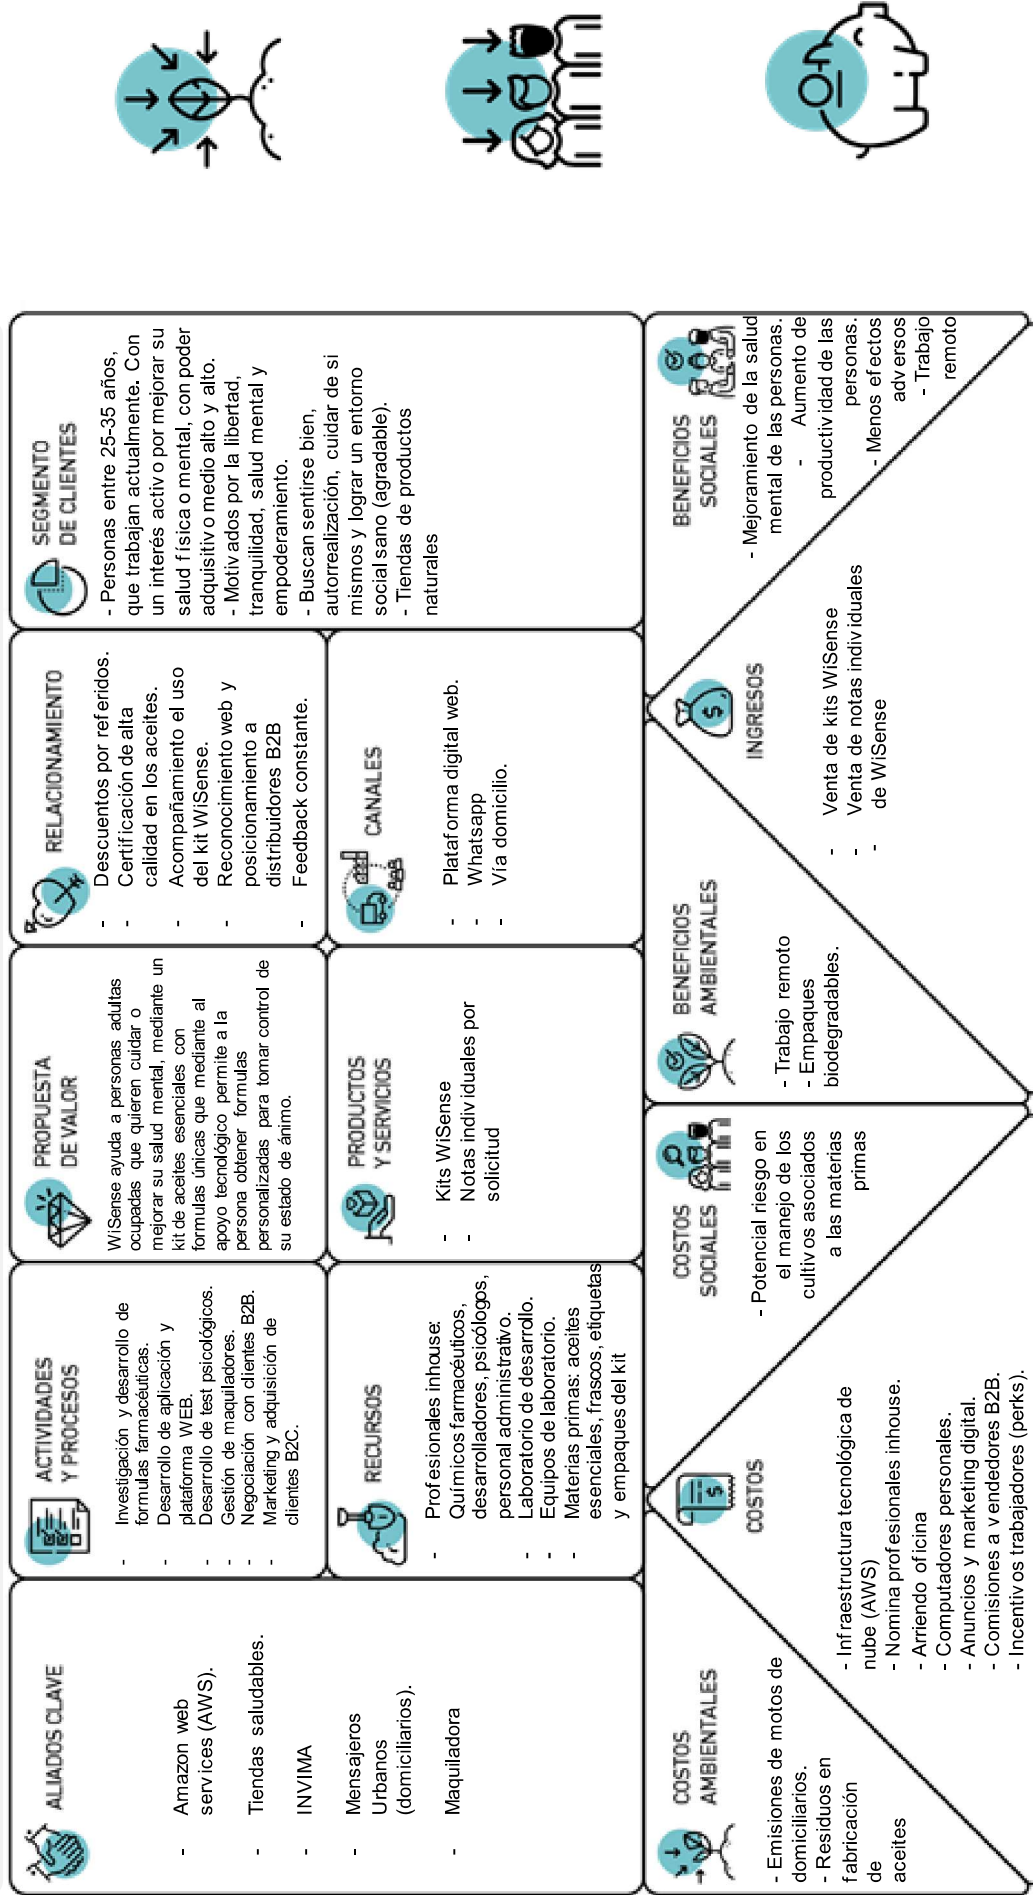 ALIADOS CLAVE
- Amazon web
services (AWS).
- Tiendas saludables.
- INVIMA
- Mensajeros
Urbanos
(domiciliarios).
- Maquiladora
ACTIVIDADES
Y PROCESOS
- Investigación y desarrollo de
formulas farmacéuticas.
- Desarrollo de aplicación y
plataforma WEB.
- Desarrollo de test psicológicos.
- Gestión de maquiladores.
- Negociación con clientes B2B.
- Marketing y adquisición de
clientes B2C.
RECURSOS
- Profesionales inhouse:
Químicos farmacéuticos,
desarrolladores, psicólogos,
personal administrativo.
- Laboratorio de desarrollo.
- Equipos de laboratorio.
- Materias primas: aceites
esenciales, frascos, etiquetas
y empaques del kit
PROPUESTA
DE VALOR
WiSense ayuda a personas adultas
ocupadas que quieren cuidar o
mejorar su salud mental, mediante un
kit de aceites esenciales con
formulas únicas que mediante al
apoyo tecnológico permite a la
persona obtener formulas
personalizadas para tomar control de
su estado de ánimo.
PRODUCTOS
Y SERVICIOS
- Kits WiSense
- Notas individuales por
solicitud
RELACIONAMIENTO
- Descuentos por referidos.
- Certificación de alta
calidad en los aceites.
- Acompañamiento el uso
del kit WiSense.
- Reconocimiento web y
posicionamiento a
distribuidores B2B
- Feedback constante.
CANALES
- Plataforma digital web.
- Whatsapp
- Vía domicilio.
SEGMENTO
DE CLIENTES
- Personas entre 25-35 años,
que trabajan actualmente. Con
un interés activo por mejorar su
salud física o mental, con poder
adquisitivo medio alto y alto.
- Motivados por la libertad,
tranquilidad, salud mental y
empoderamiento.
- Buscan sentirse bien,
autorrealización, cuidar de si
mismos y lograr un entorno
social sano (agradable).
- Tiendas de productos
naturales
COSTOS
AMBIENTALES
- Emisiones de motos de
domiciliarios.
- Residuos en
fabricación
de
aceites
COSTOS
- Infraestructura tecnológica de
nube (AWS)
- Nomina profesionales inhouse.
- Arriendo oficina
- Computadores personales.
- Anuncios y marketing digital.
- Comisiones a vendedores B2B.
- Incentivos trabajadores (perks).
COSTOS
SOCIALES
- Potencial riesgo en
el manejo de los
cultivos asociados
a las materias
primas
BENEFICIOS
AMBIENTALES
- Trabajo remoto
- Empaques
biodegradables.
INGRESOS
- Venta de kits WiSense
- Venta de notas individuales
- de WiSense
BENEFICIOS
SOCIALES
- Mejoramiento de la salud
mental de las personas.
- Aumento de
productividad de las
personas.
- Menos efectos
adversos
- Trabajo
remoto